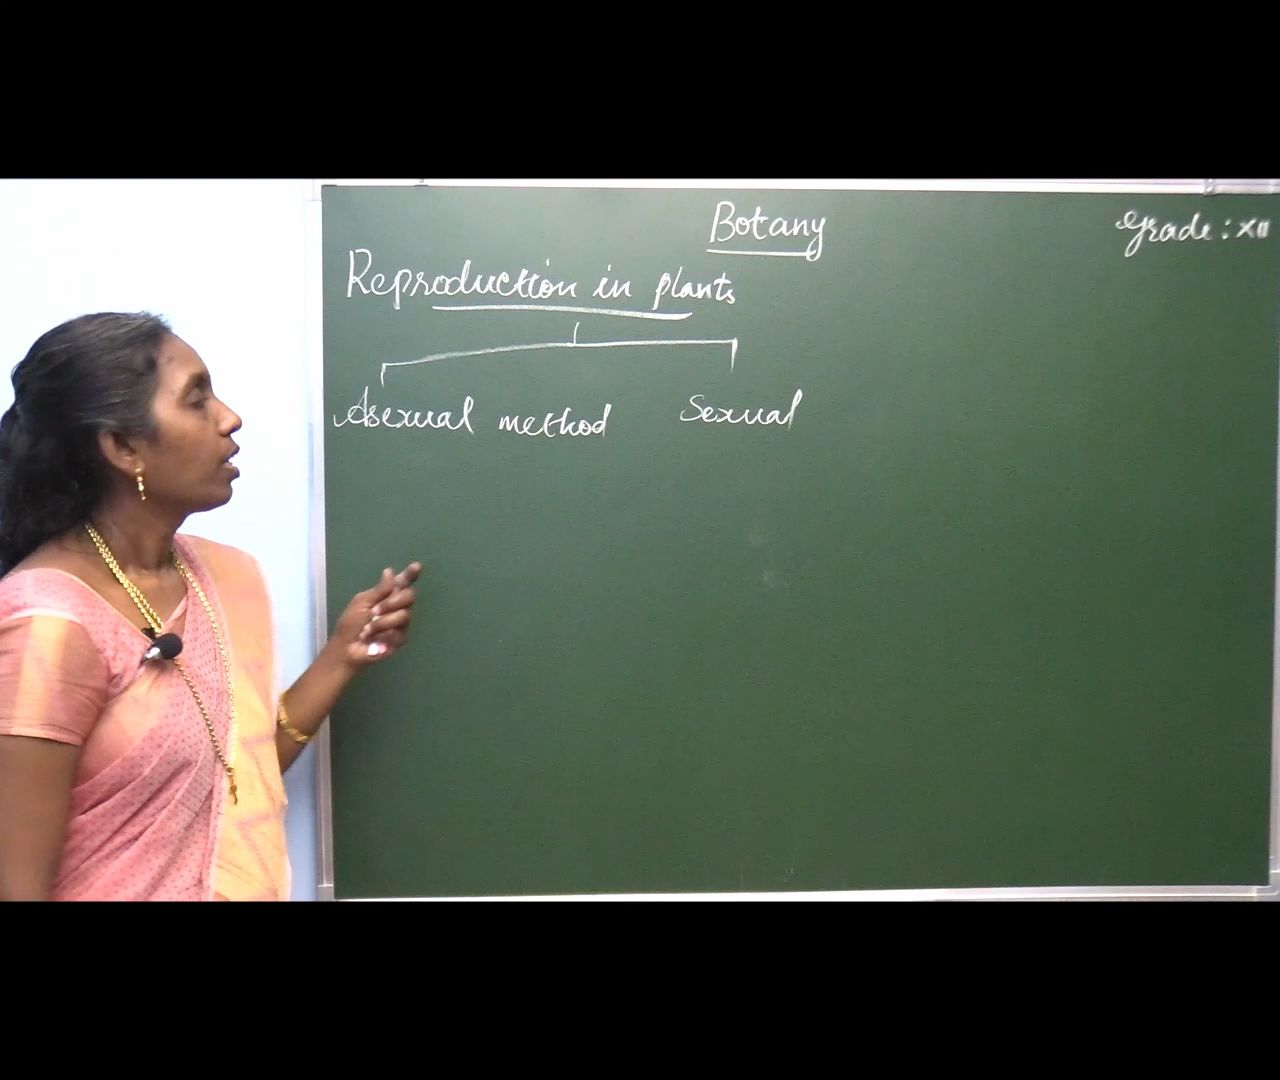 Botany
Grade : XII
Reproduction in plants
Asexual method Sexual